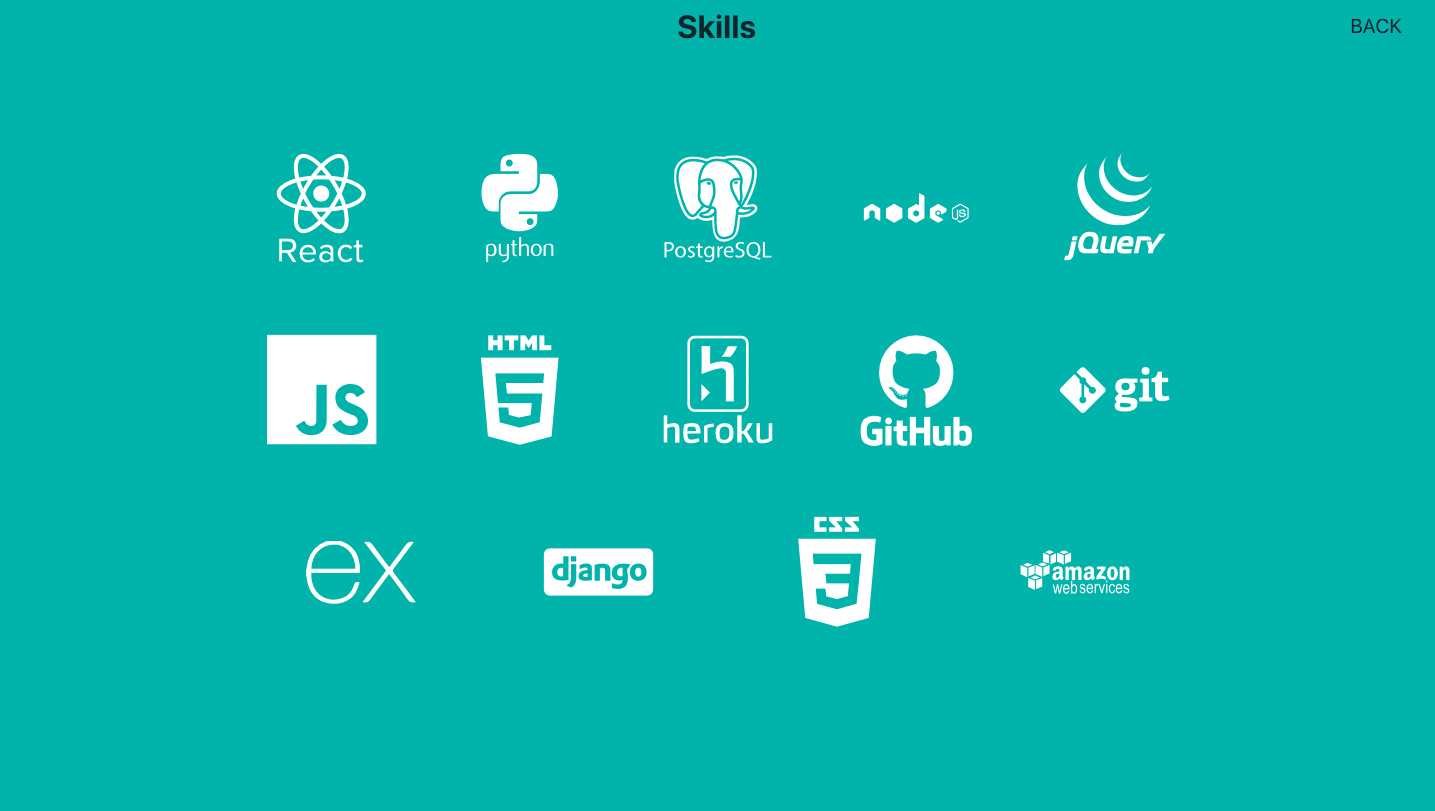 Skills
BACK
React
python
PostgreSQL
node JS
jQuery
JS
HTML
5
heroku
GitHub
git
ex
django
CSS
3
amazon
web services